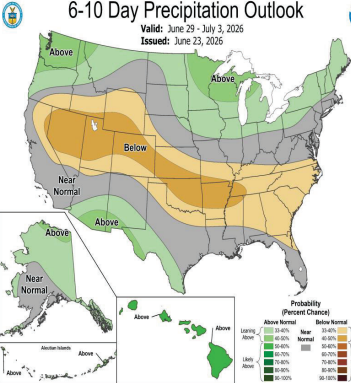 6-10 Day Precipitation Outlook
Valid: June 29 - July 3, 2026
Issued: June 23, 2026
Above
Above
Below
Near
Normal
Above
Above
Near
Normal
Aleutian Islands
Above
Above
Above
Above
Above
Probability
(Percent Chance)
Above Normal
Near
Normal
Below Normal
Leaning
Above
Likely
Above
33-40%
40-50%
50-60%
60-70%
70-80%
80-90%
90-100%
33-40%
40-50%
50-60%
60-70%
70-80%
80-90%
90-100%